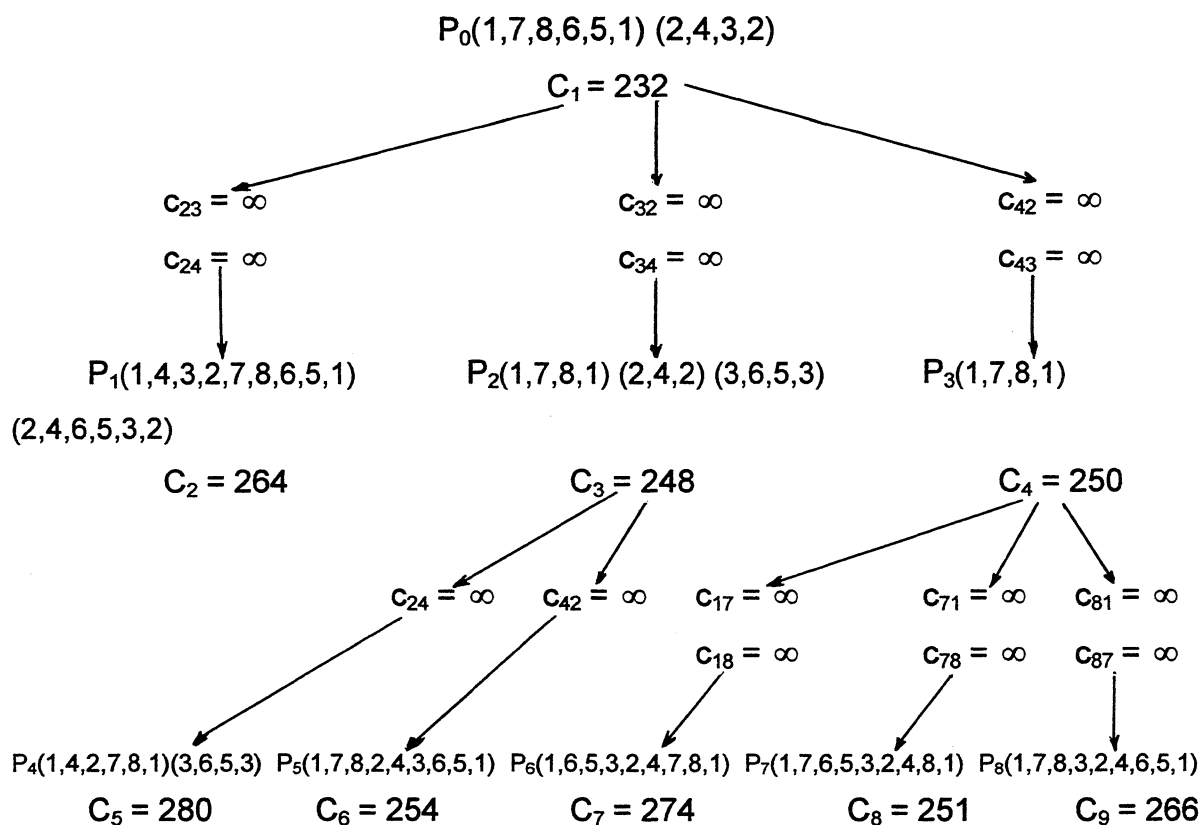 P₀(1,7,8,6,5,1) (2,4,3,2)
C₁ = 232
c₂₃ = ∞ c₃₂ = ∞ c₄₂ = ∞
c₂₄ = ∞ c₃₄ = ∞ c₄₃ = ∞
P₁(1,4,3,2,7,8,6,5,1) P₂(1,7,8,1) (2,4,2) (3,6,5,3) P₃(1,7,8,1)
(2,4,6,5,3,2)
C₂ = 264 C₃ = 248 C₄ = 250
c₂₄ = ∞ c₄₂ = ∞ c₁₇ = ∞ c₇₁ = ∞ c₈₁ = ∞
c₁₈ = ∞ c₇₈ = ∞ c₈₇ = ∞
P₄(1,4,2,7,8,1)(3,6,5,3) P₅(1,7,8,2,4,3,6,5,1) P₆(1,6,5,3,2,4,7,8,1) P₇(1,7,6,5,3,2,4,8,1) P₈(1,7,8,3,2,4,6,5,1)
C₅ = 280 C₆ = 254 C₇ = 274 C₈ = 251 C₉ = 266